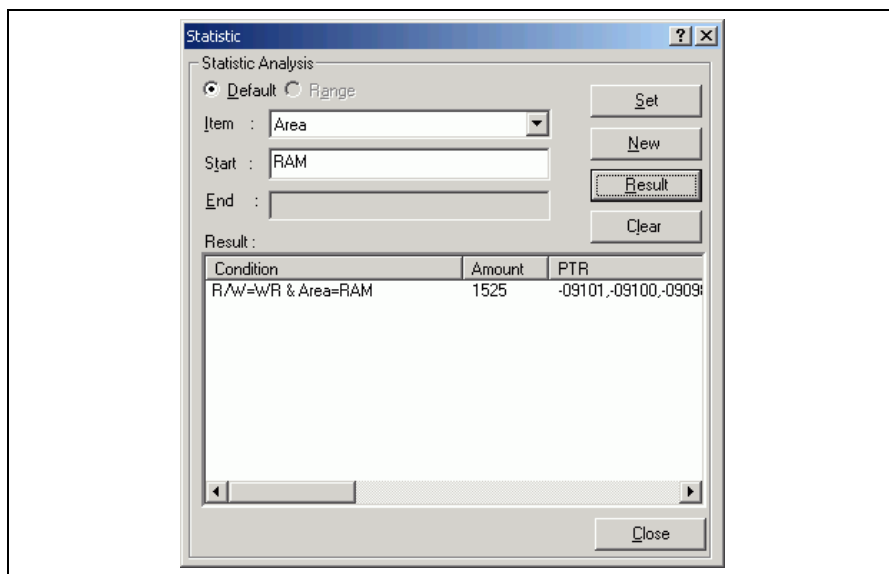 Statistic
Statistic Analysis
Default Range
Set
Item : Area
New
Start : RAM
Result
End :
Clear
Result :
Condition Amount PTR
R/W=WR & Area=RAM 1525 -09101,-09100,-0909
Close